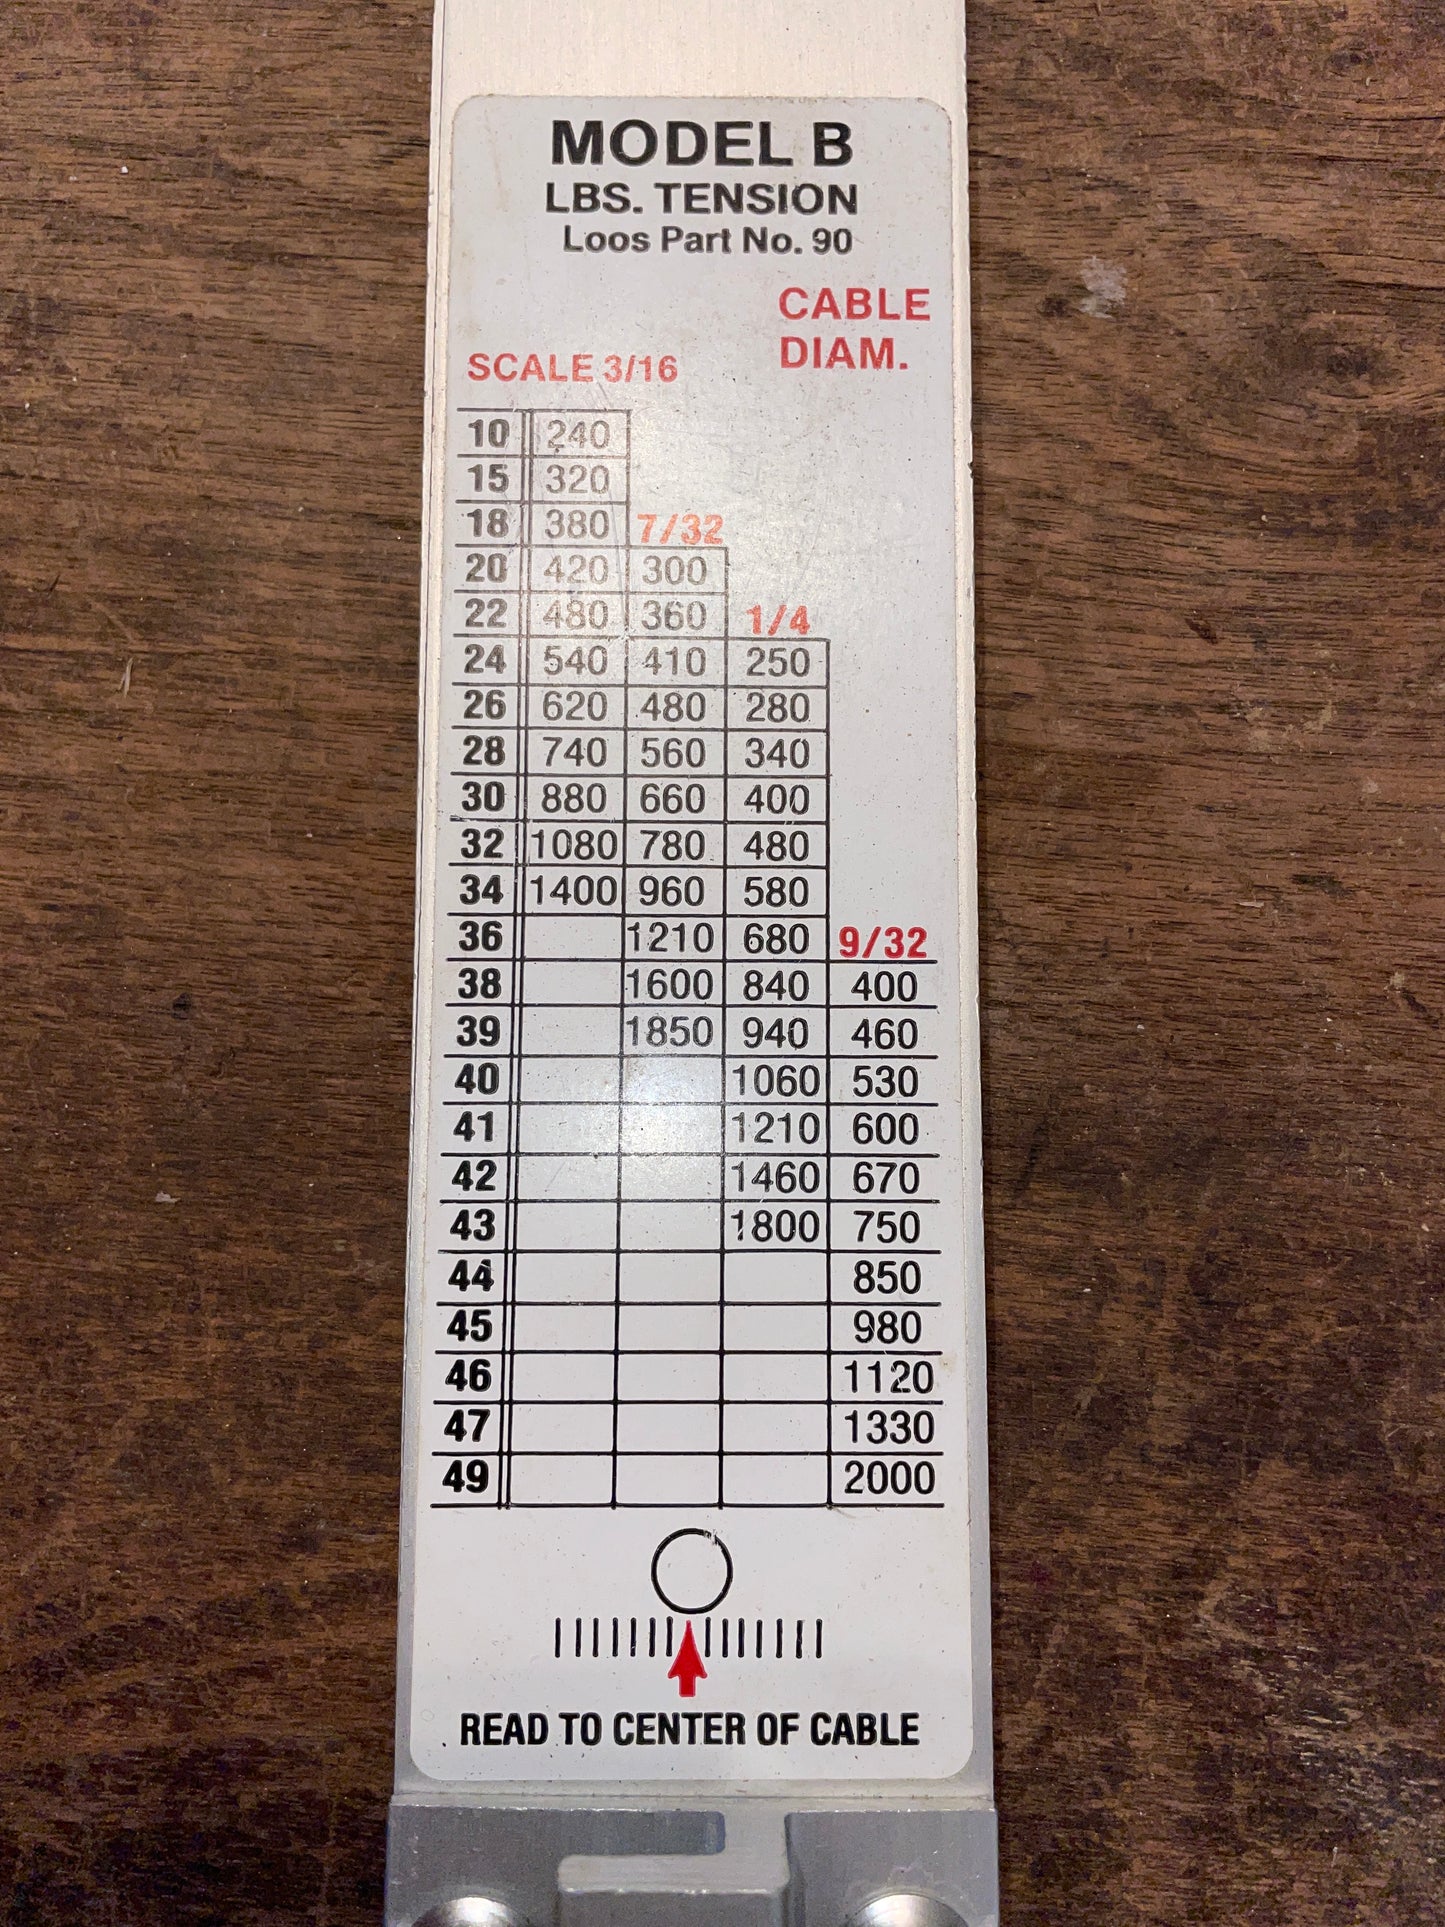 MODEL B
LBS. TENSION
Loos Part No. 90
CABLE
DIAM.
SCALE 3/16
10 240
15 320
18 380 7/32
20 420 300
22 480 360 1/4
24 540 410 250
26 620 480 280
28 740 560 340
30 880 660 400
32 1080 780 480
34 1400 960 580
36 1210 680 9/32
38 1600 840 400
39 1850 940 460
40 1060 530
41 1210 600
42 1460 670
43 1800 750
44 850
45 980
46 1120
47 1330
49 2000
READ TO CENTER OF CABLE